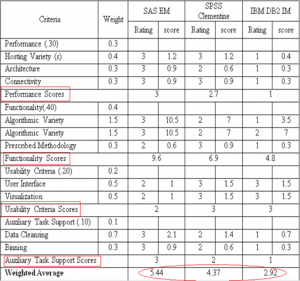 Criteria Weight SAS EM SPSS Clementine IBM DB2 IM
Rating score Rating score Rating score
Performance (.30) 0.3
Hosting Variety (s) 0.4 3 1.2 3 1.2 1 0.4
Architecture 0.3 3 0.9 2 0.6 1 0.3
Connectivity 0.3 3 0.9 3 0.9 1 0.3
Performance Scores 3 2.7 1
Functionality(.40) 0.4
Algorithmic Variety 1.5 3 10.5 2 7 1 3.5
Algorithmic Variety 1.5 3 10.5 2 7 2 7
Prescribed Methodology 0.3 2 0.6 3 0.9 1 0.3
Functionality Scores 9.6 6.9 4.8
Usability Criteria (.20) 0.2
User Interface 0.5 2 1 3 1.5 3 1.5
Visualization 0.5 2 1 3 1.5 3 1.5
Usability Criteria Scores 2 3 3
Auxiliary Task Support (.10) 0.1
Data Cleansing 0.7 3 2.1 2 1.4 1 0.7
Binning 0.3 3 0.9 2 0.6 1 0.3
Auxiliary Task Support Scores 3 2 1
Weighted Average 5.44 4.37 2.92